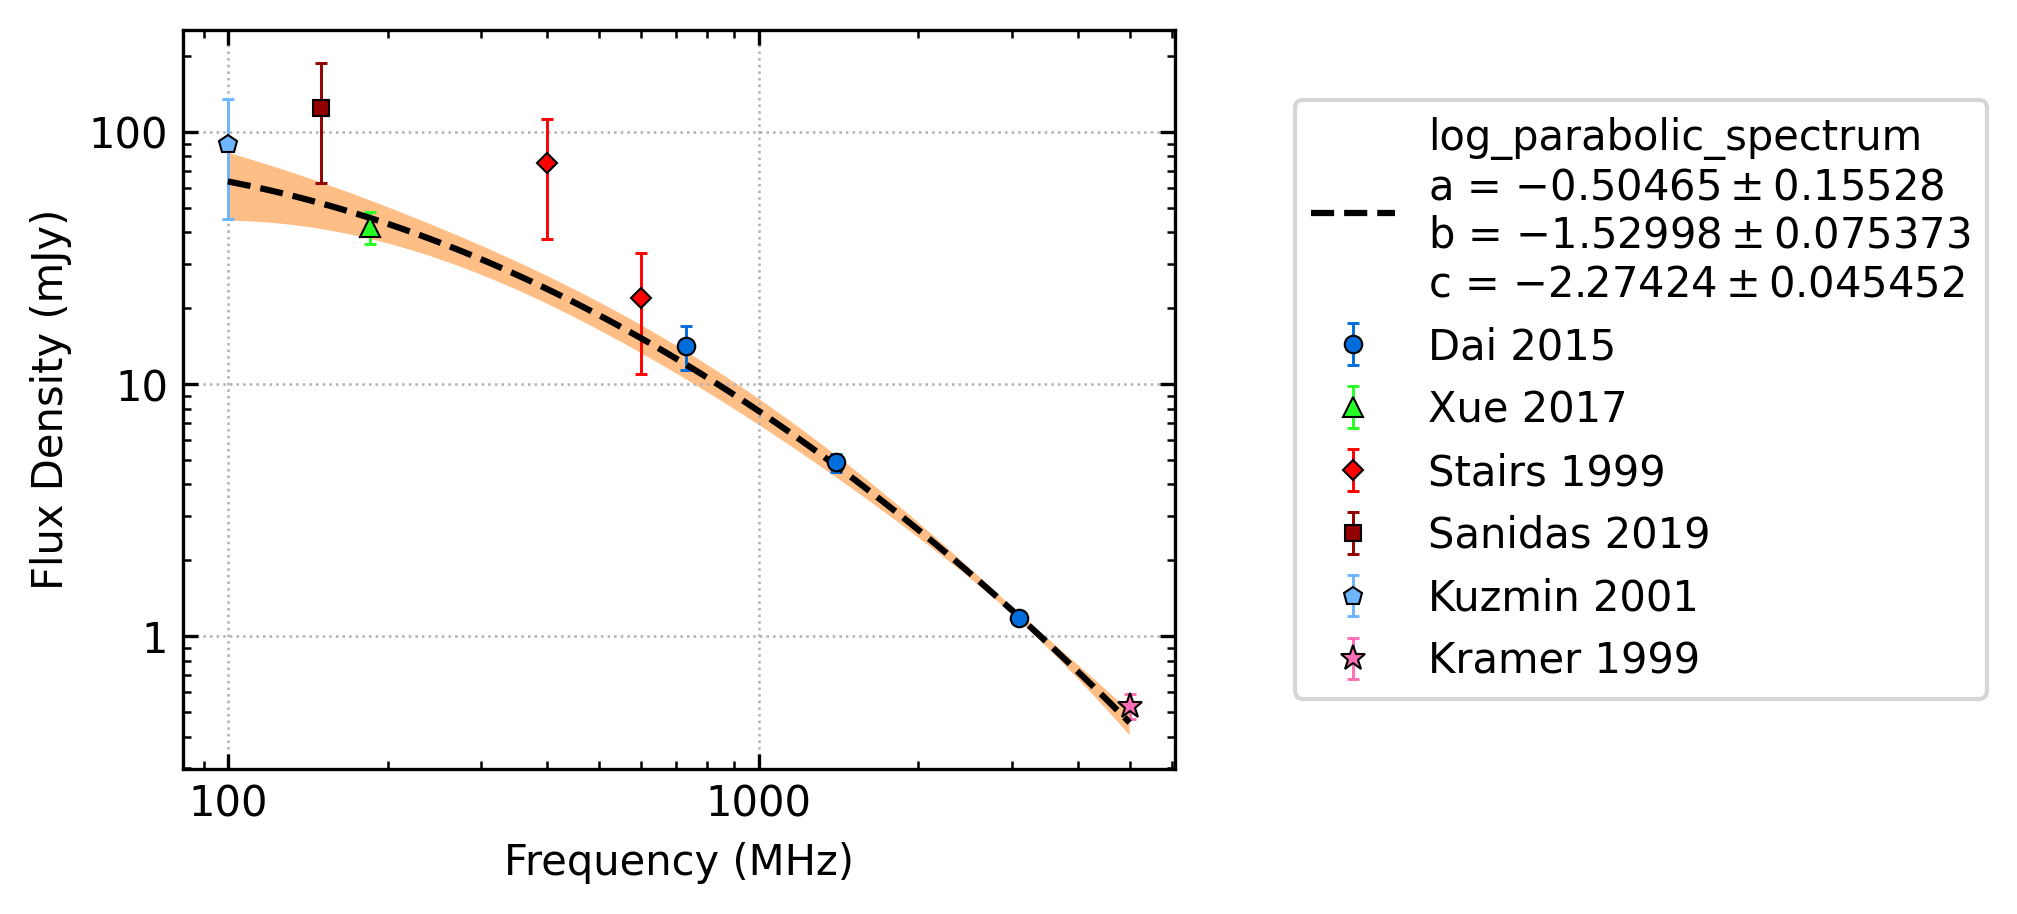 100
10
1
Flux Density (mJy)
100
1000
Frequency (MHz)
log_parabolic_spectrum
a = −0.50465 ± 0.15528
b = −1.52998 ± 0.075373
c = −2.27424 ± 0.045452
Dai 2015
Xue 2017
Stairs 1999
Sanidas 2019
Kuzmin 2001
Kramer 1999